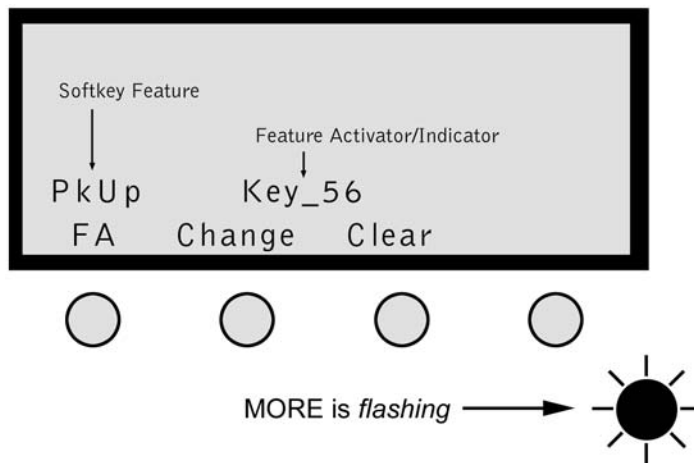 Softkey Feature
Feature Activator/Indicator
PkUp Key_56
FA Change Clear
MORE is flashing